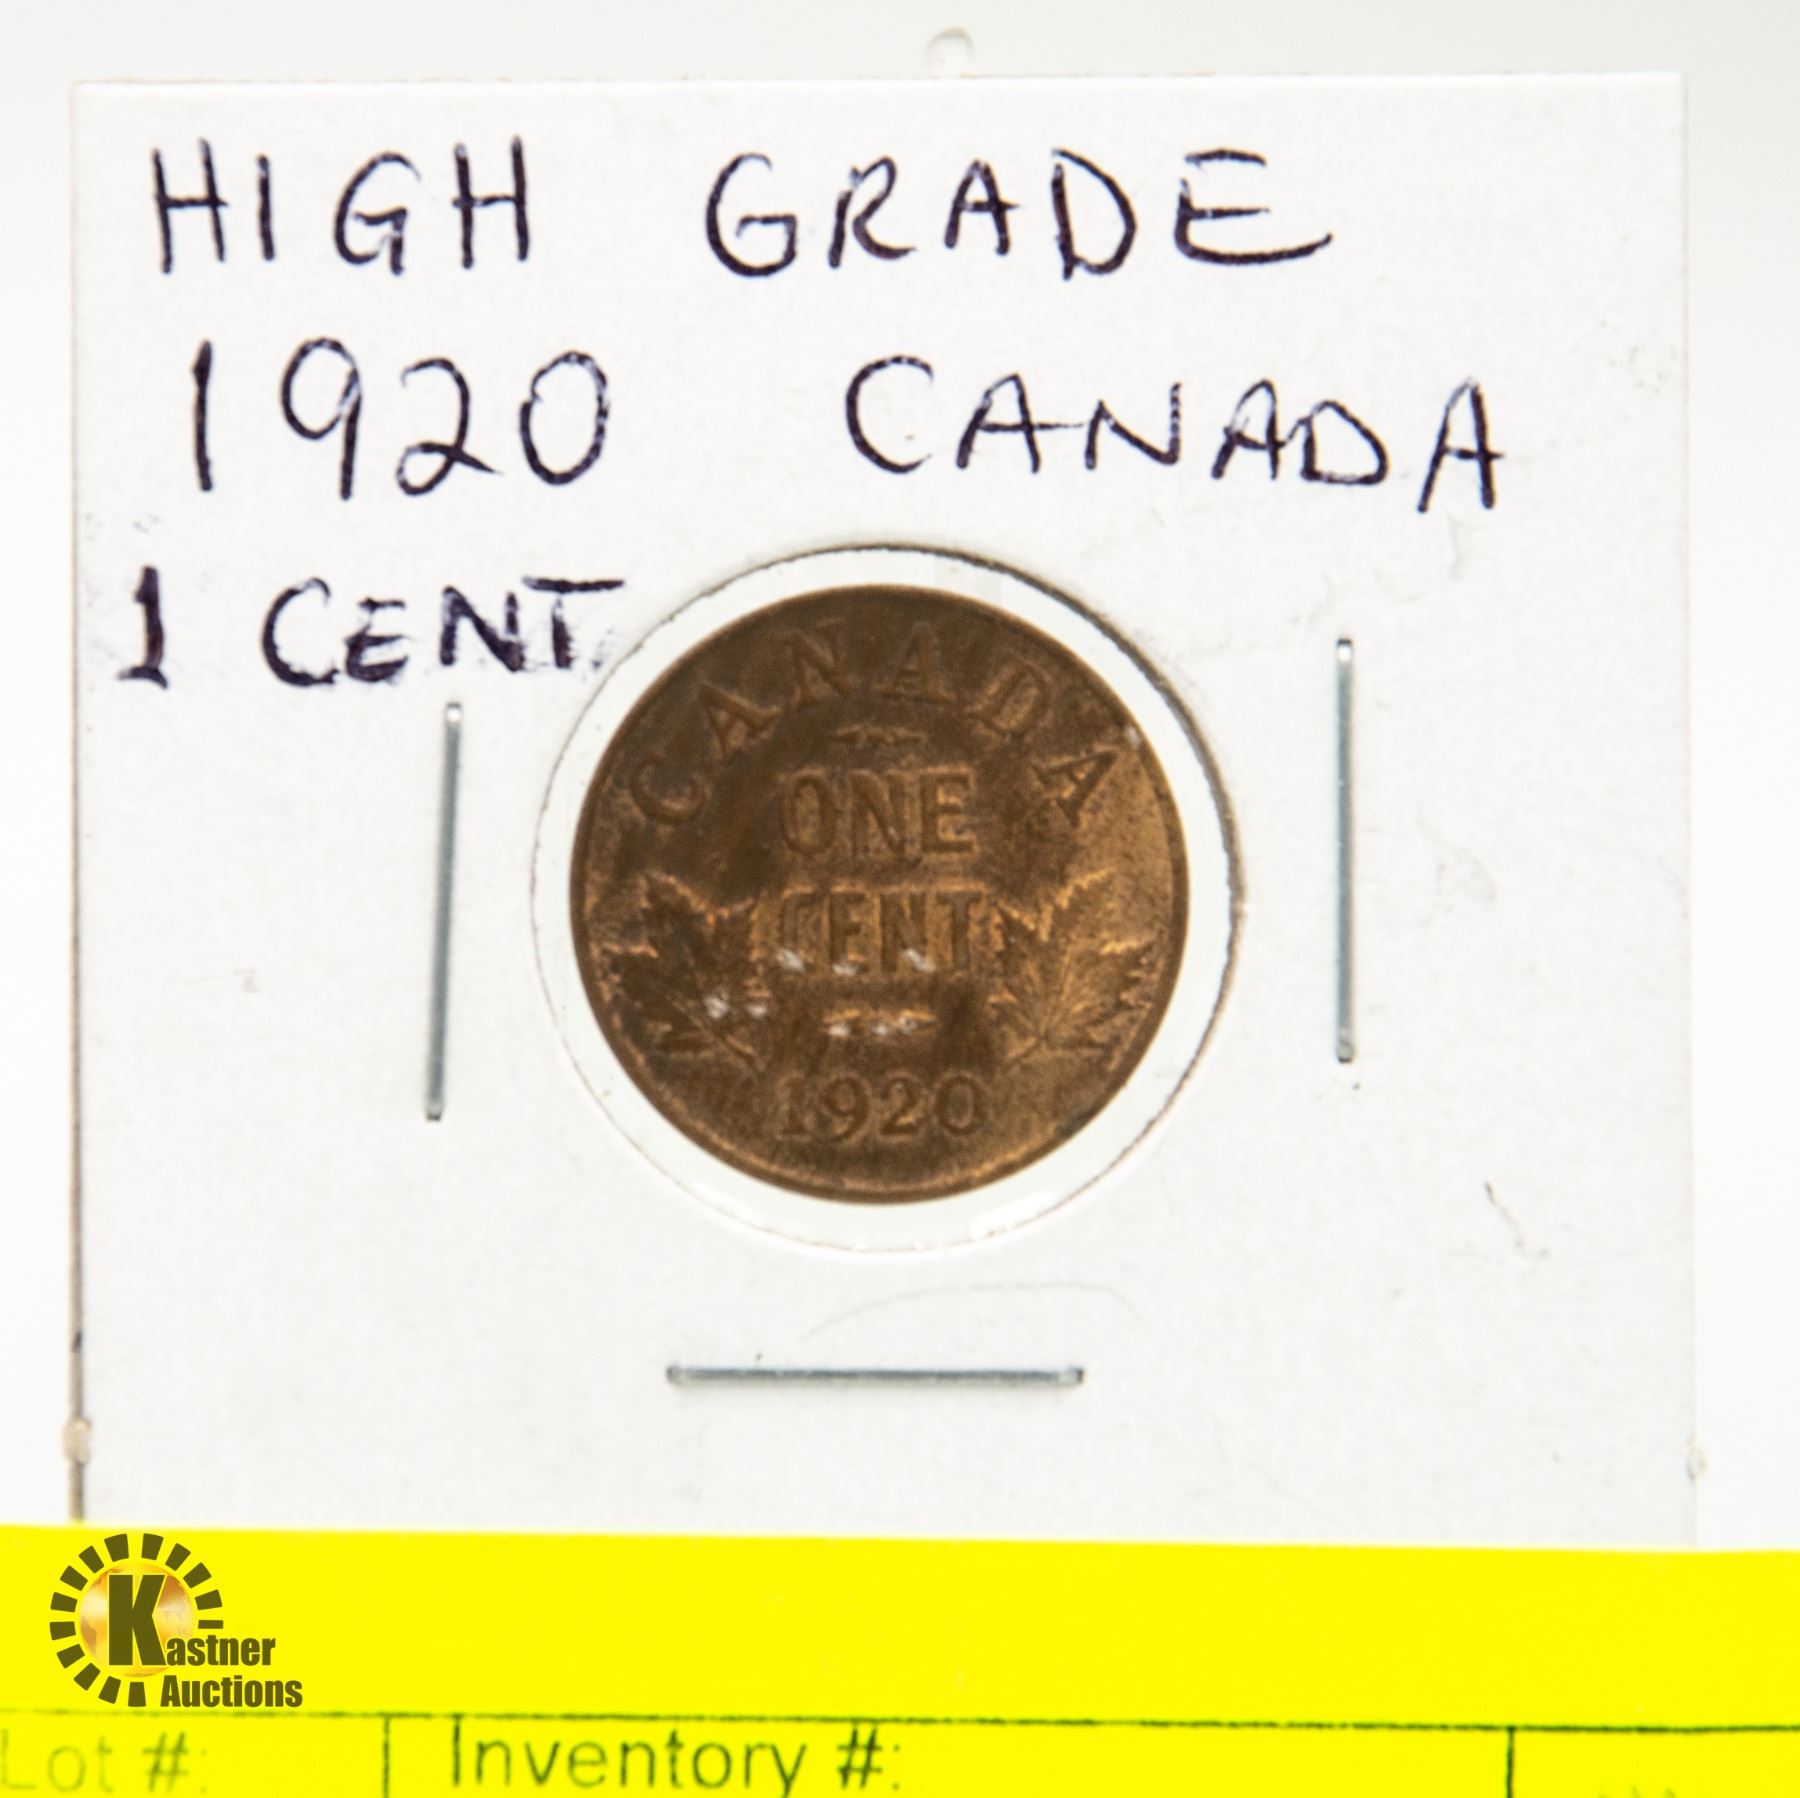 HIGH GRADE
1920 CANADA
1 CENT
CANADA
ONE
CENT
1920
Kastner
Auctions
Lot #:
Inventory #: